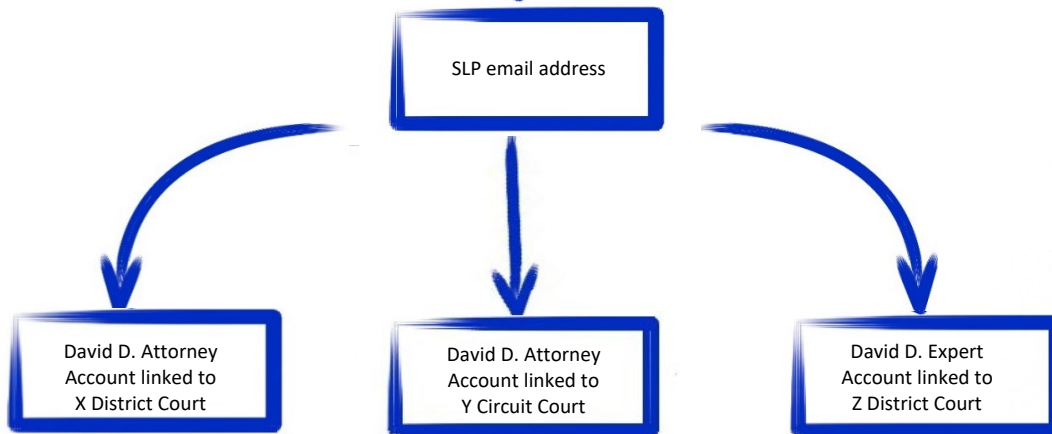 SLP email address
David D. Attorney
Account linked to
X District Court
David D. Attorney
Account linked to
Y Circuit Court
David D. Expert
Account linked to
Z District Court